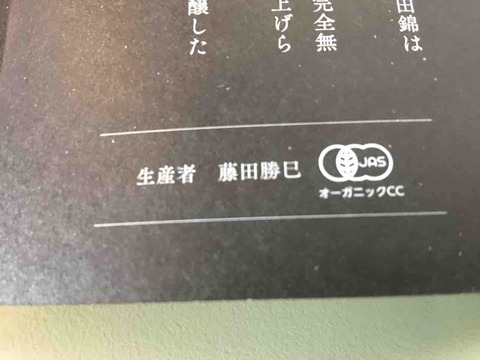 田錦は
完全無
上げら
醸した
生産者 藤田勝巳
JAS
オーガニックCC